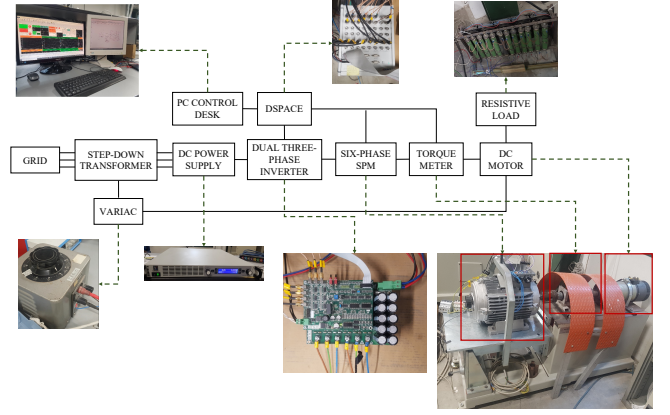 PC CONTROL
DESK
DSPACE
RESISTIVE
LOAD
GRID
STEP-DOWN
TRANSFORMER
DC POWER
SUPPLY
DUAL THREE-
PHASE
INVERTER
SIX-PHASE
SPM
TORQUE
METER
DC
MOTOR
VARIAC